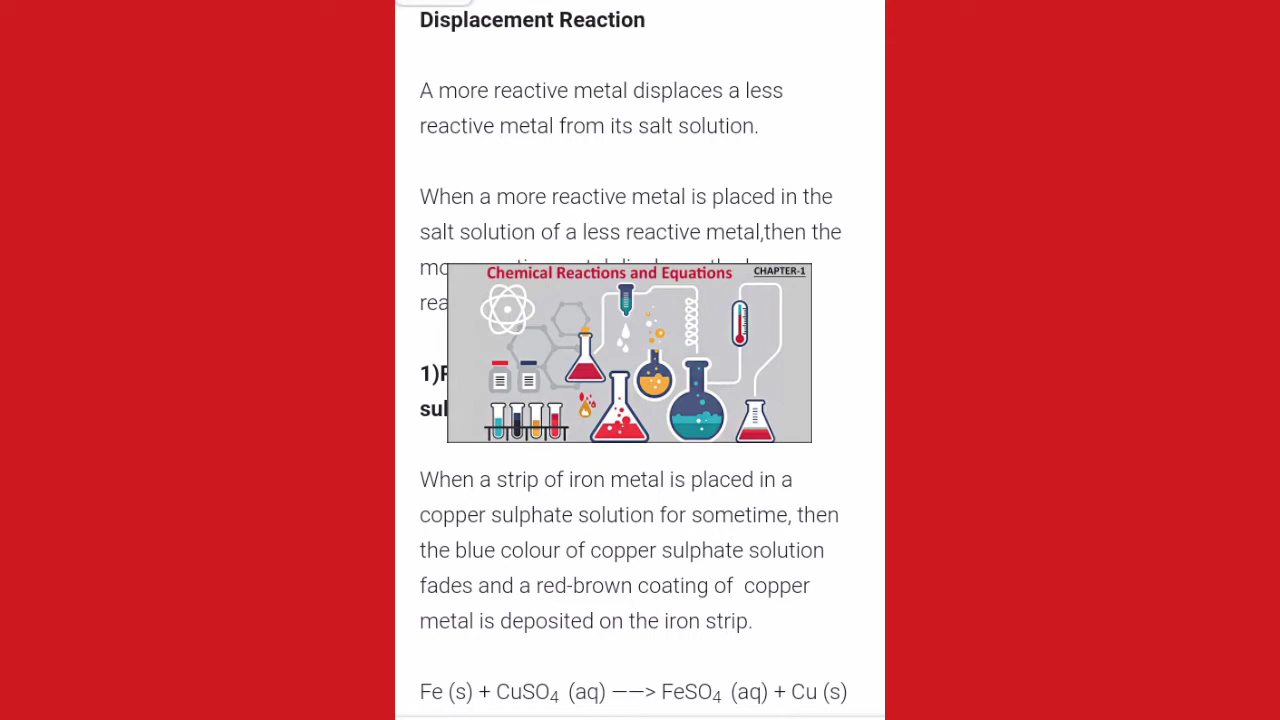 Displacement Reaction
A more reactive metal displaces a less
reactive metal from its salt solution.
When a more reactive metal is placed in the
salt solution of a less reactive metal,then the
Chemical Reactions and Equations
CHAPTER-1
1)
When a strip of iron metal is placed in a
copper sulphate solution for sometime, then
the blue colour of copper sulphate solution
fades and a red-brown coating of copper
metal is deposited on the iron strip.
Fe (s) + CuSO₄ (aq) ——> FeSO₄ (aq) + Cu (s)